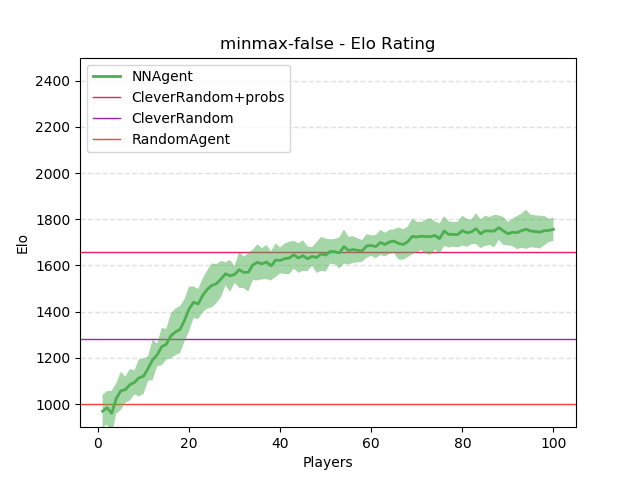 minmax-false - Elo Rating
NNAgent
CleverRandom+probs
CleverRandom
RandomAgent
Elo
2400
2200
2000
1800
1600
1400
1200
1000
0 20 40 60 80 100
Players